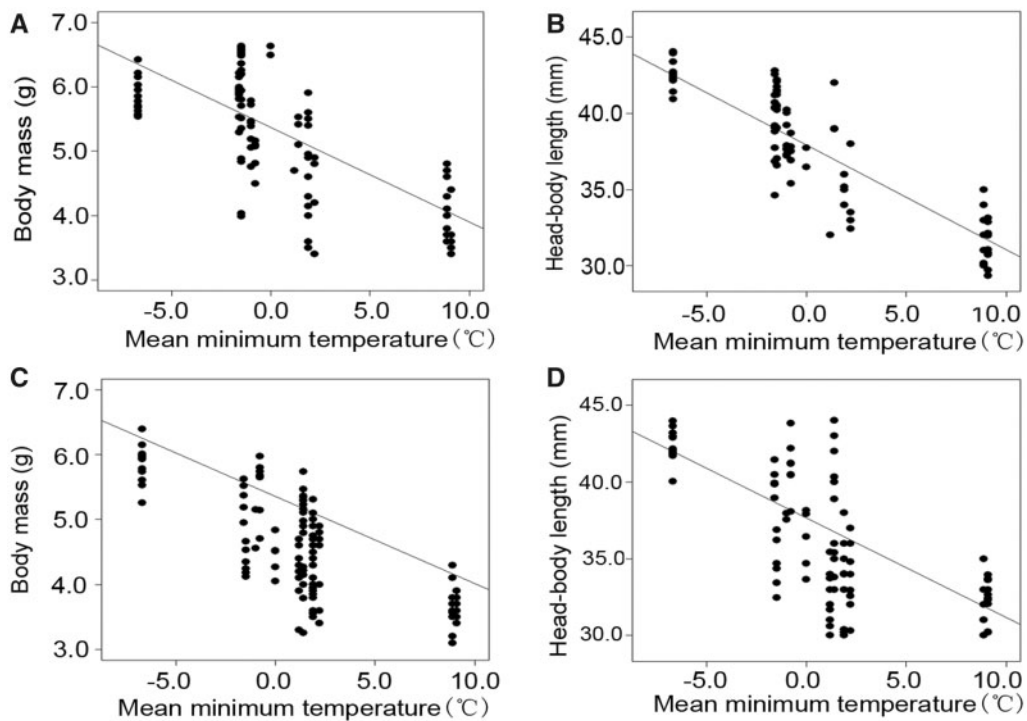 A
Body mass (g)
7.0
6.0
5.0
4.0
3.0
-5.0 0.0 5.0 10.0
Mean minimum temperature (℃)
B
Head-body length (mm)
45.0
40.0
35.0
30.0
-5.0 0.0 5.0 10.0
Mean minimum temperature (℃)
C
Body mass (g)
7.0
6.0
5.0
4.0
3.0
-5.0 0.0 5.0 10.0
Mean minimum temperature (℃)
D
Head-body length (mm)
45.0
40.0
35.0
30.0
-5.0 0.0 5.0 10.0
Mean minimum temperature (℃)